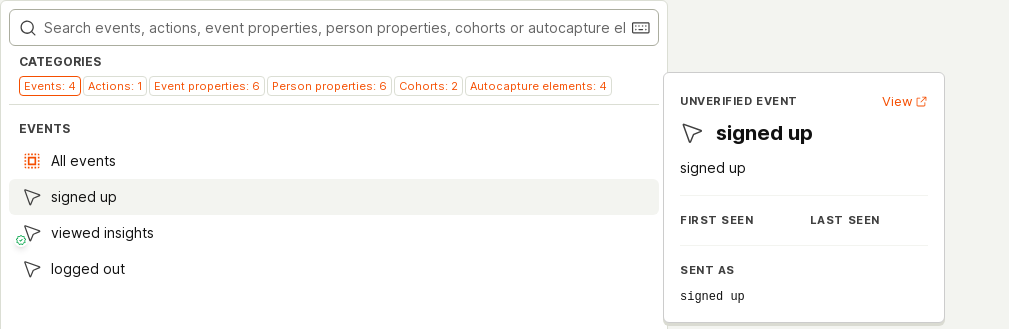 Search events, actions, event properties, person properties, cohorts or autocapture el
CATEGORIES
Events: 4 Actions: 1 Event properties: 6 Person properties: 6 Cohorts: 2 Autocapture elements: 4
EVENTS
All events
signed up
viewed insights
logged out
UNVERIFIED EVENT View
signed up
signed up
FIRST SEEN LAST SEEN
SENT AS
signed up